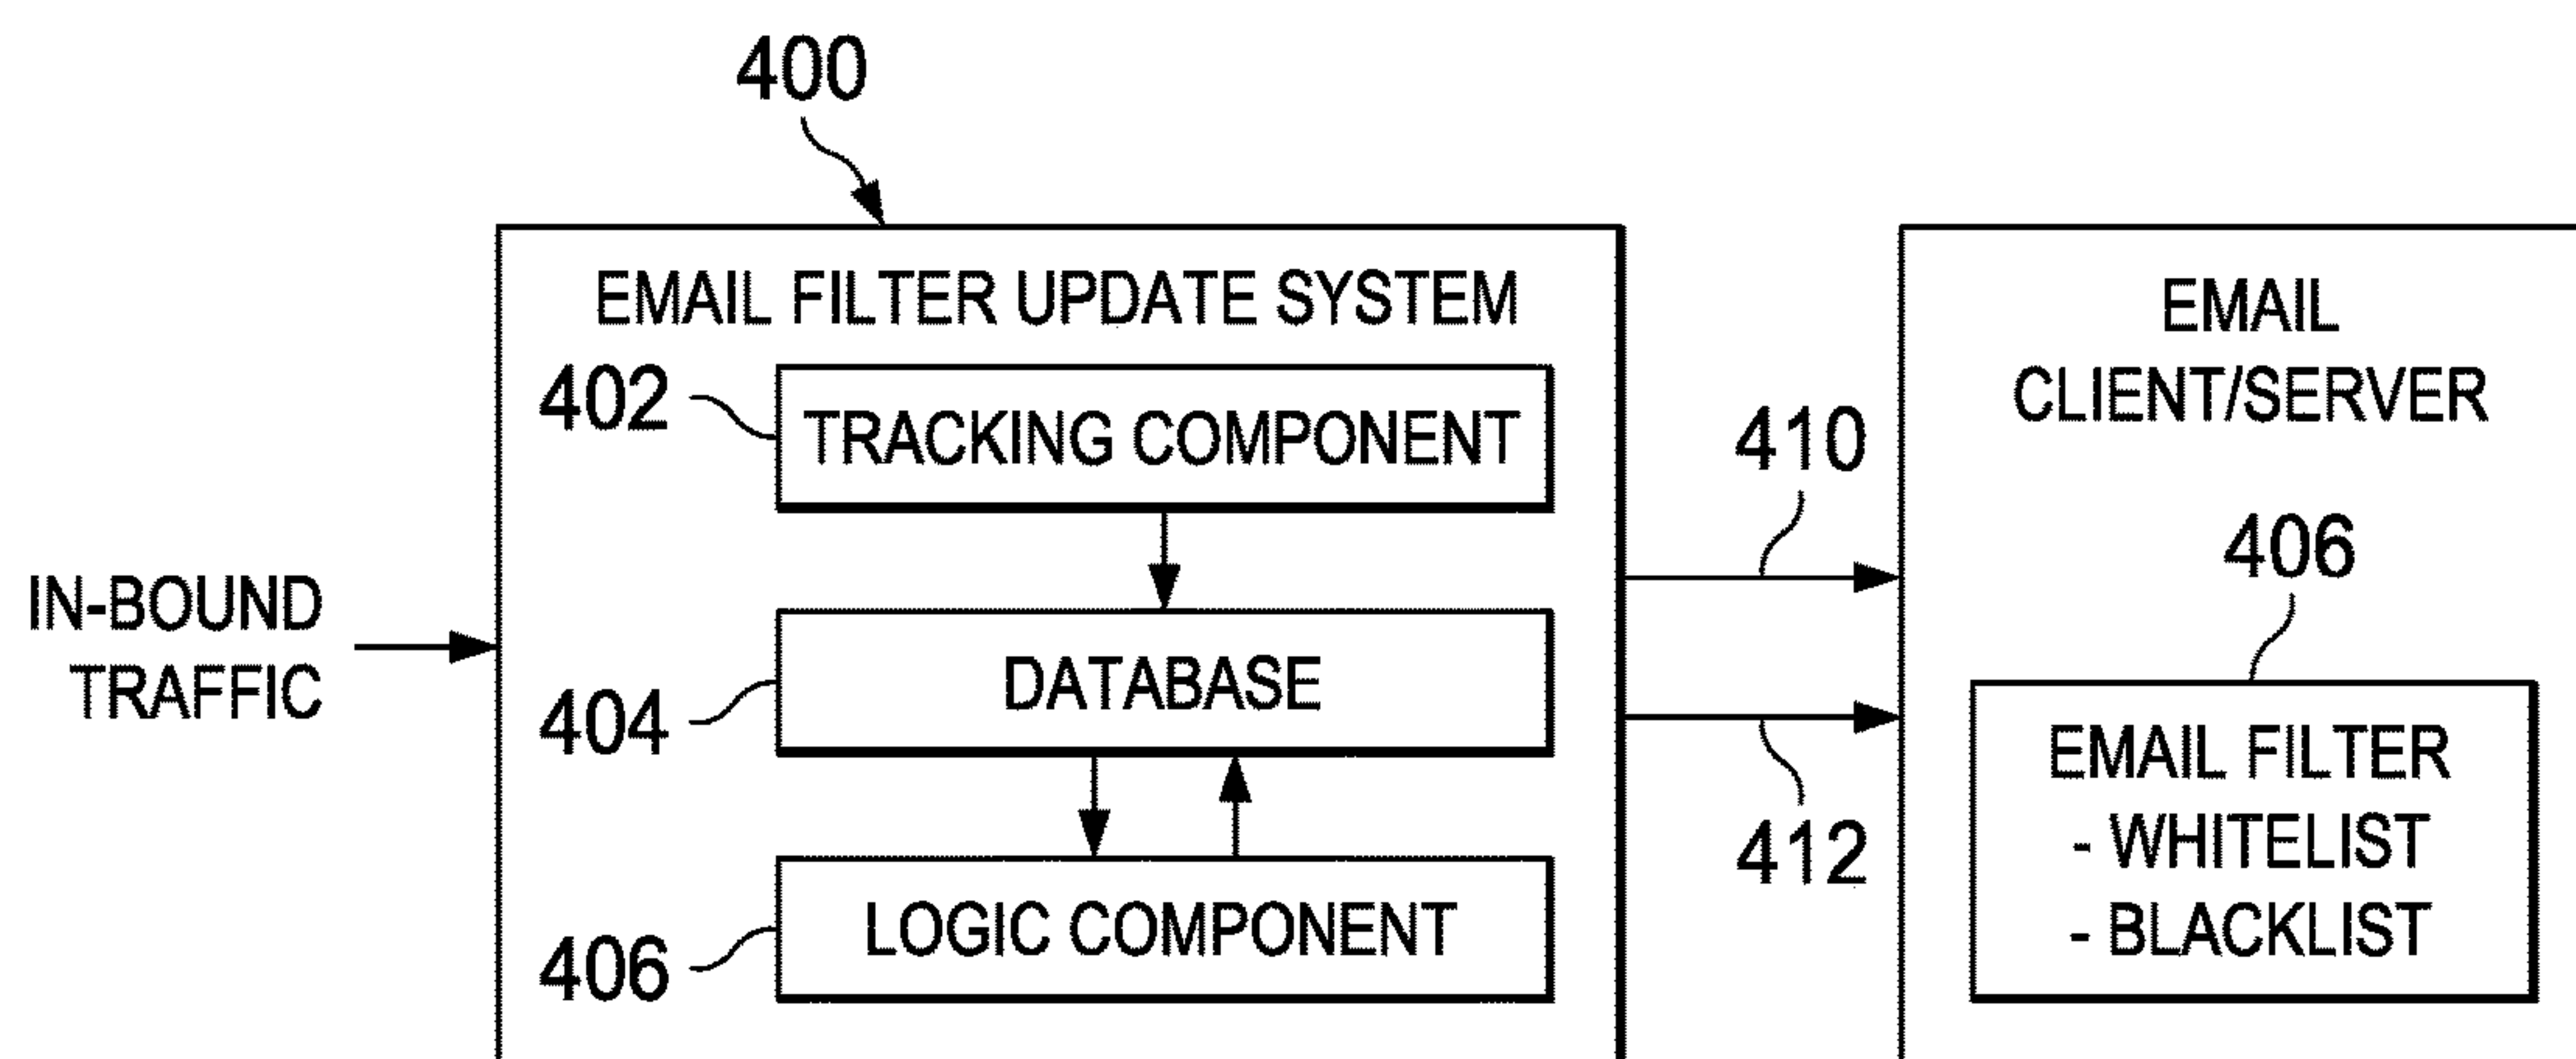 400
EMAIL FILTER UPDATE SYSTEM
402
TRACKING COMPONENT
IN-BOUND
TRAFFIC
404
DATABASE
406
LOGIC COMPONENT
410
412
EMAIL
CLIENT/SERVER
406
EMAIL FILTER
- WHITELIST
- BLACKLIST